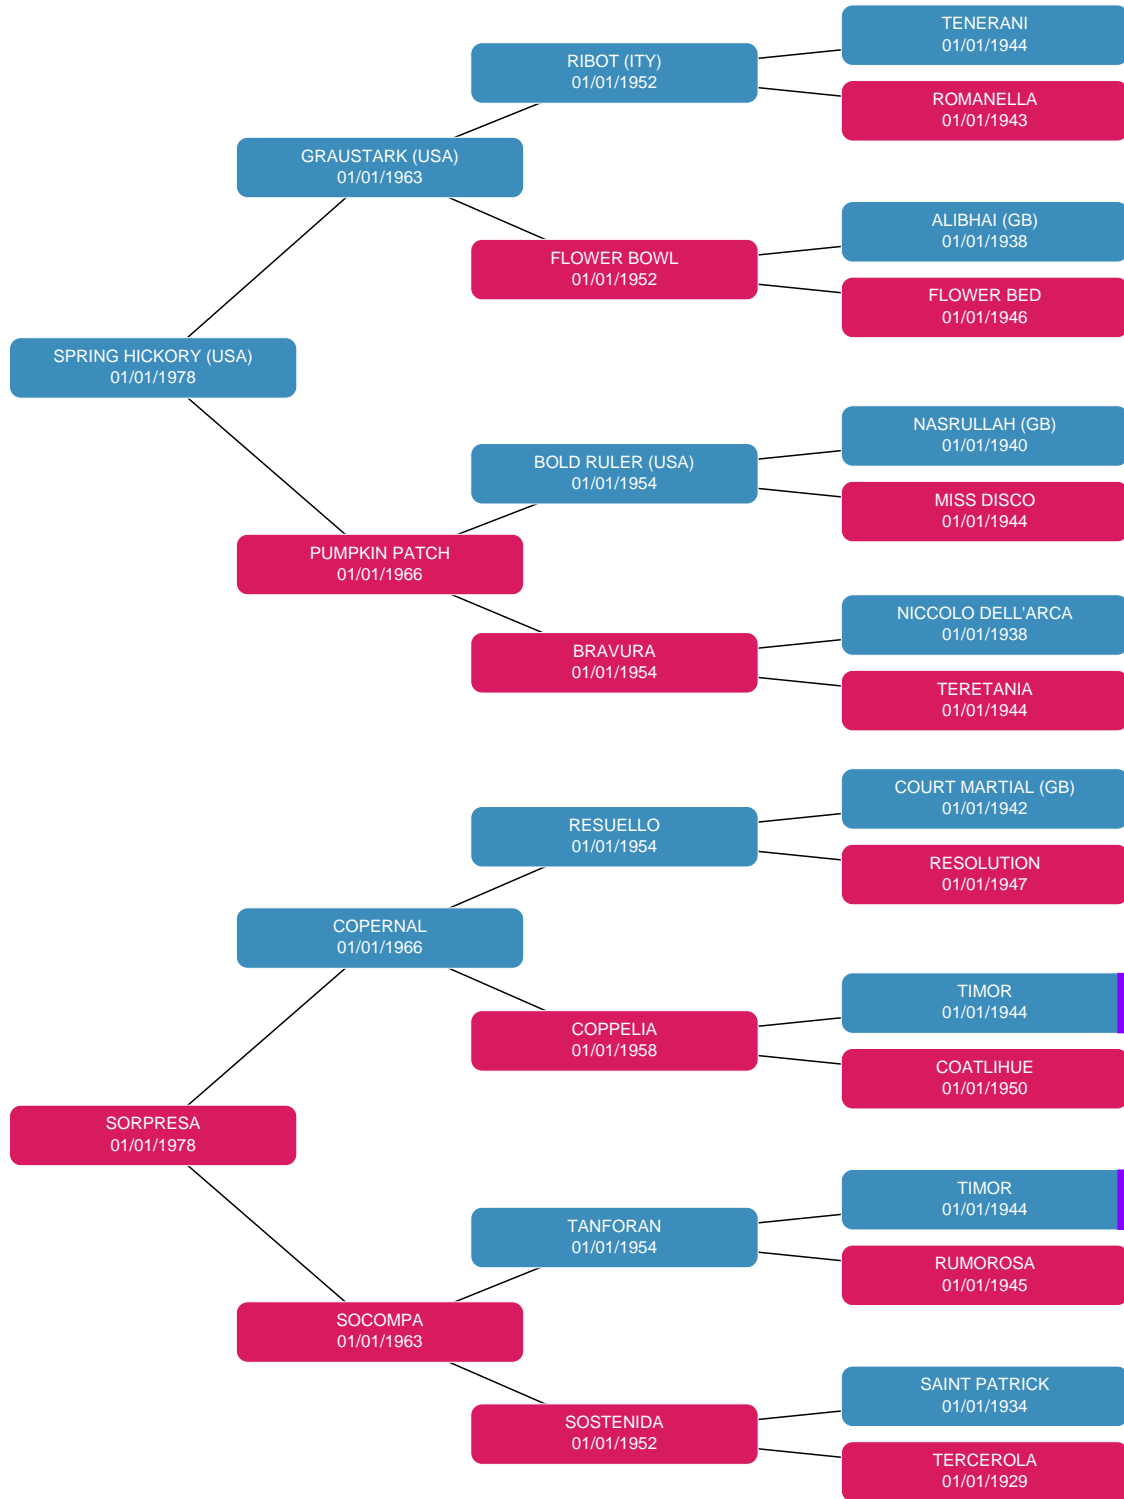 TENERANI
01/01/1944
RIBOT (ITY)
01/01/1952
ROMANELLA
01/01/1943
GRAUSTARK (USA)
01/01/1963
ALIBHAI (GB)
01/01/1938
FLOWER BOWL
01/01/1952
FLOWER BED
01/01/1946
SPRING HICKORY (USA)
01/01/1978
NASRULLAH (GB)
01/01/1940
BOLD RULER (USA)
01/01/1954
MISS DISCO
01/01/1944
PUMPKIN PATCH
01/01/1966
NICCOLO DELL'ARCA
01/01/1938
BRAVURA
01/01/1954
TERETANIA
01/01/1944
COURT MARTIAL (GB)
01/01/1942
RESUELLO
01/01/1954
RESOLUTION
01/01/1947
COPERNAL
01/01/1966
TIMOR
01/01/1944
COPPELIA
01/01/1958
COATLIHUE
01/01/1950
SORPRESA
01/01/1978
TIMOR
01/01/1944
TANFORAN
01/01/1954
RUMOROSA
01/01/1945
SOCOMPA
01/01/1963
SAINT PATRICK
01/01/1934
SOSTENIDA
01/01/1952
TERCEROLA
01/01/1929